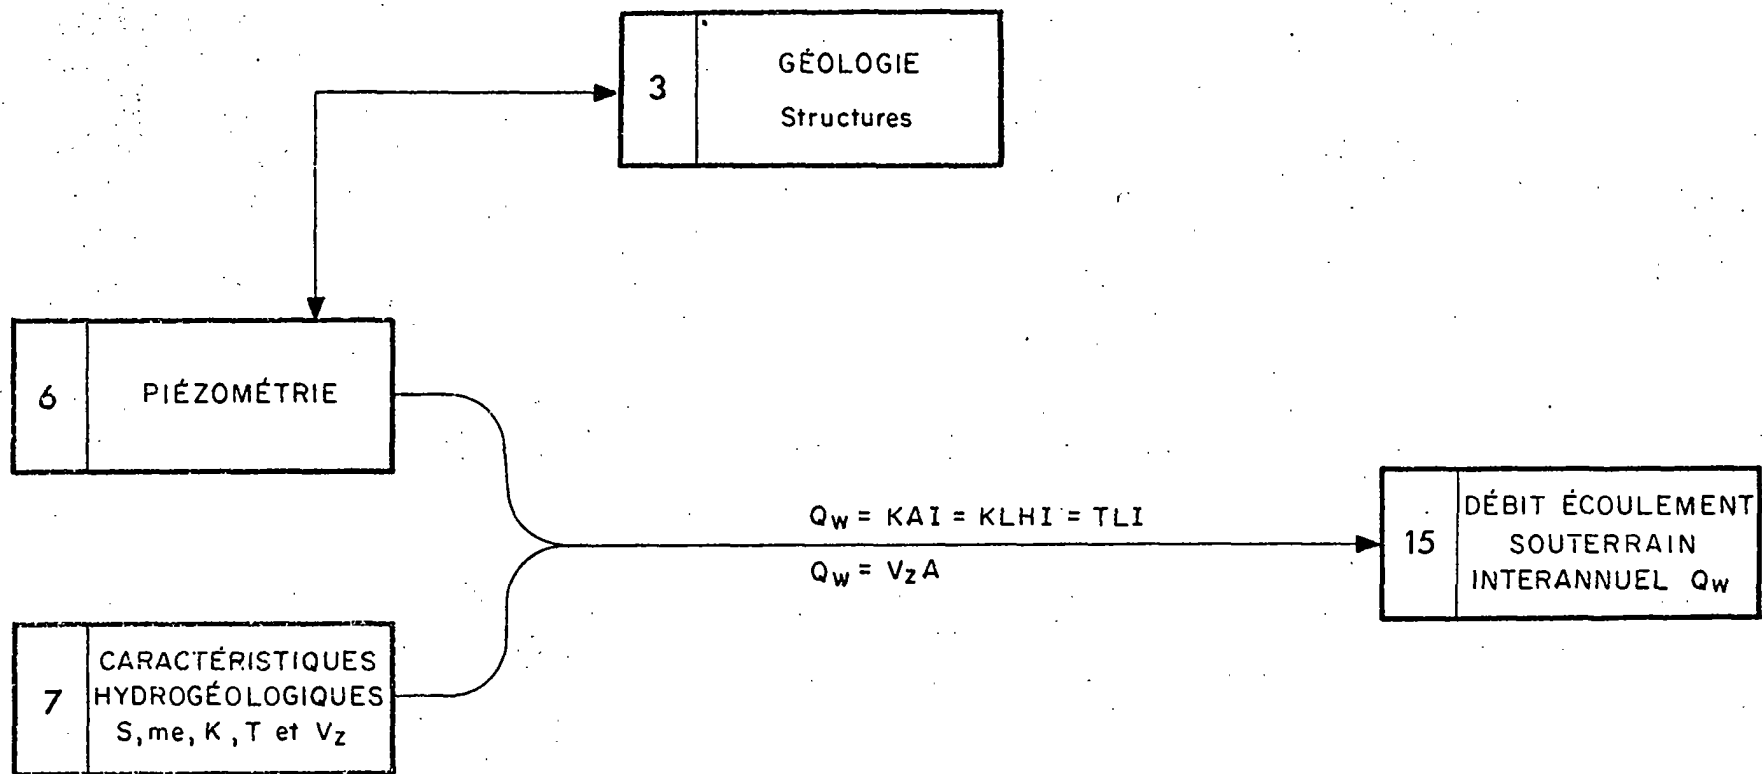 3
GÉOLOGIE
Structures
6
PIÉZOMÉTRIE
Qw = KAI = KLHI = TLI
Qw = VzA
15
DÉBIT ÉCOULEMENT
SOUTERRAIN
INTERANNUEL Qw
7
CARACTÉRISTIQUES
HYDROGÉOLOGIQUES
S, me, K, T et Vz